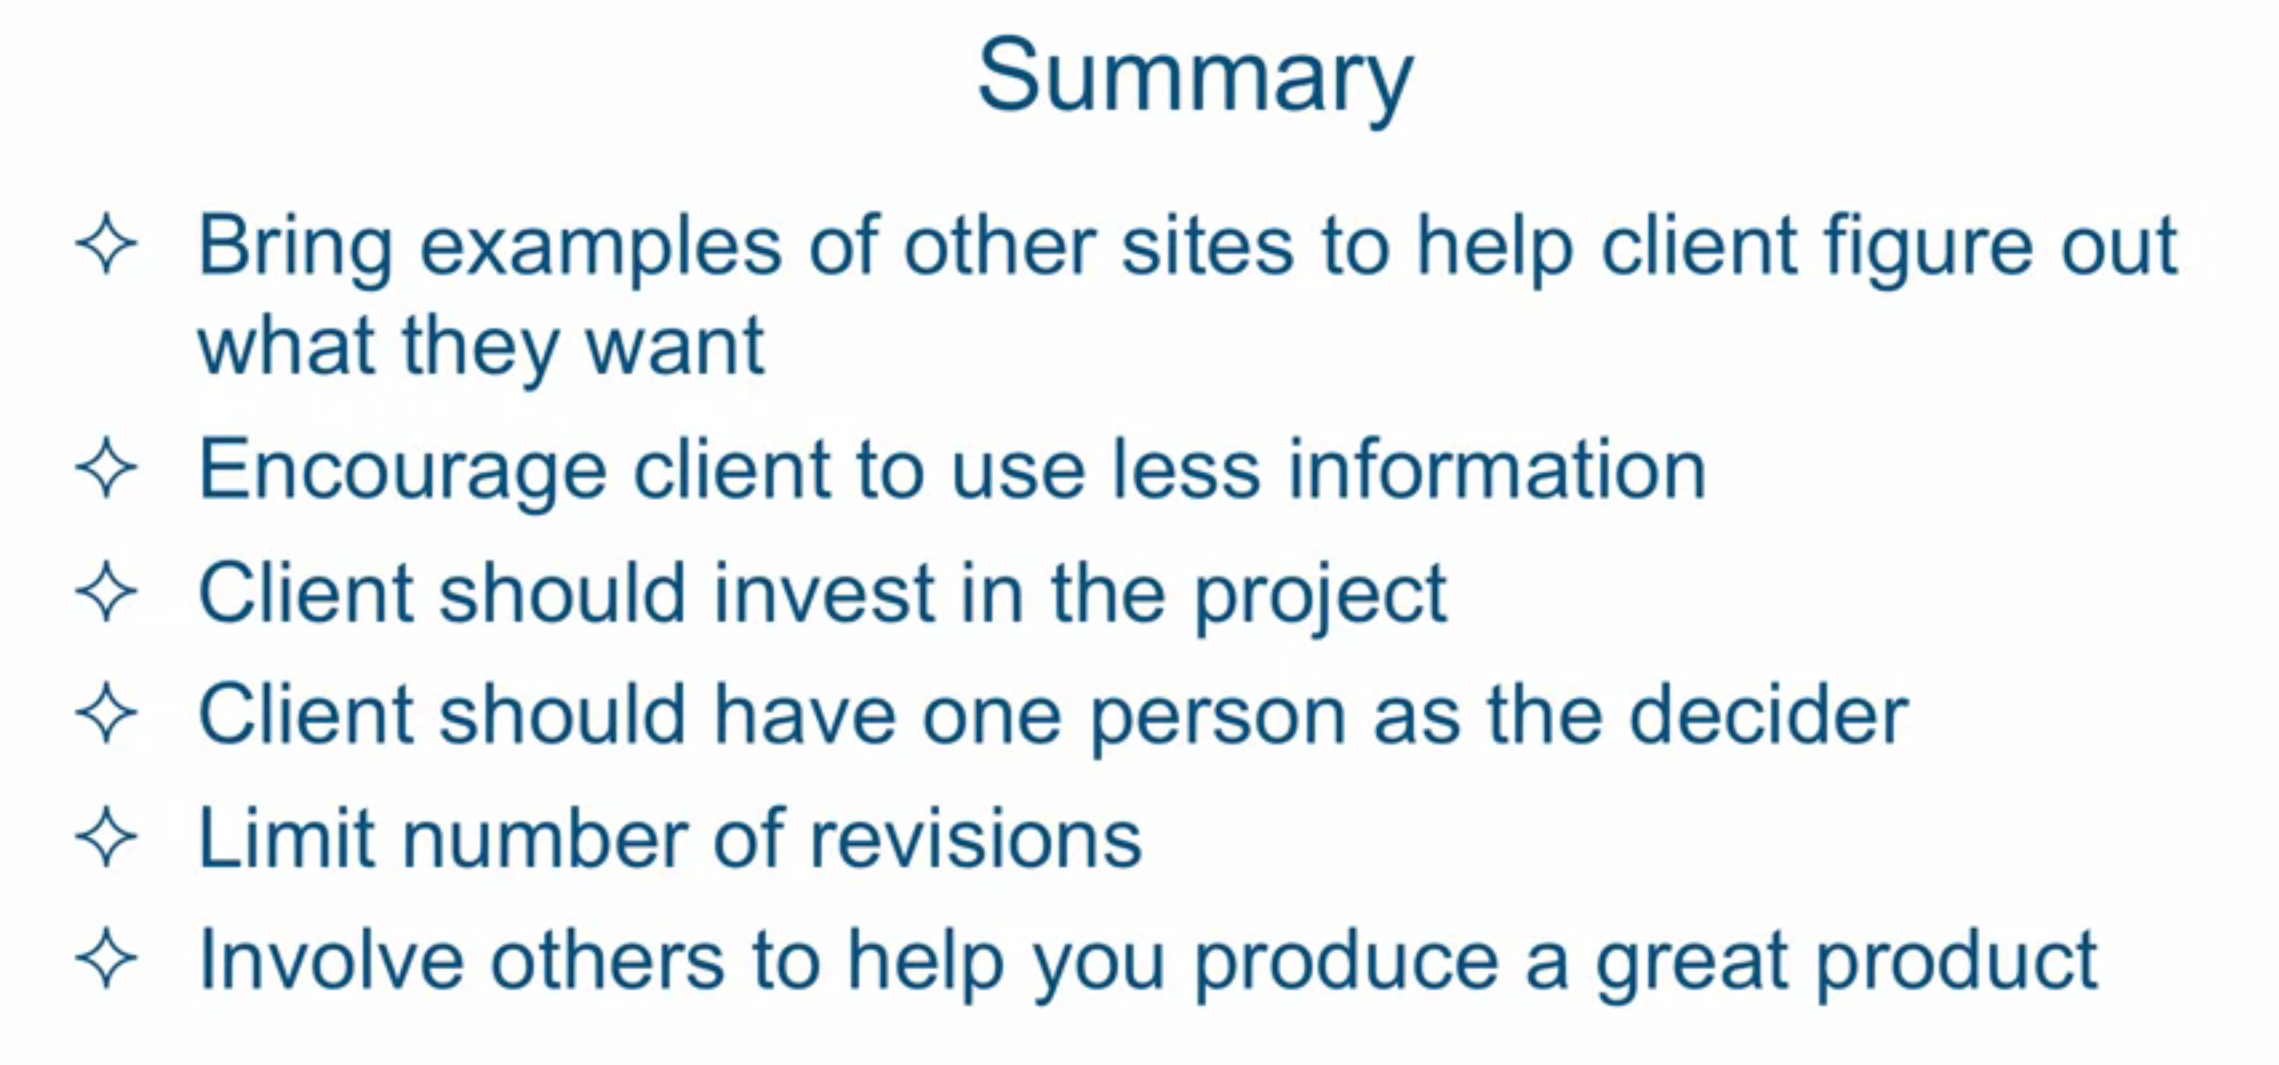 Summary
Bring examples of other sites to help client figure out
what they want
Encourage client to use less information
Client should invest in the project
Client should have one person as the decider
Limit number of revisions
Involve others to help you produce a great product